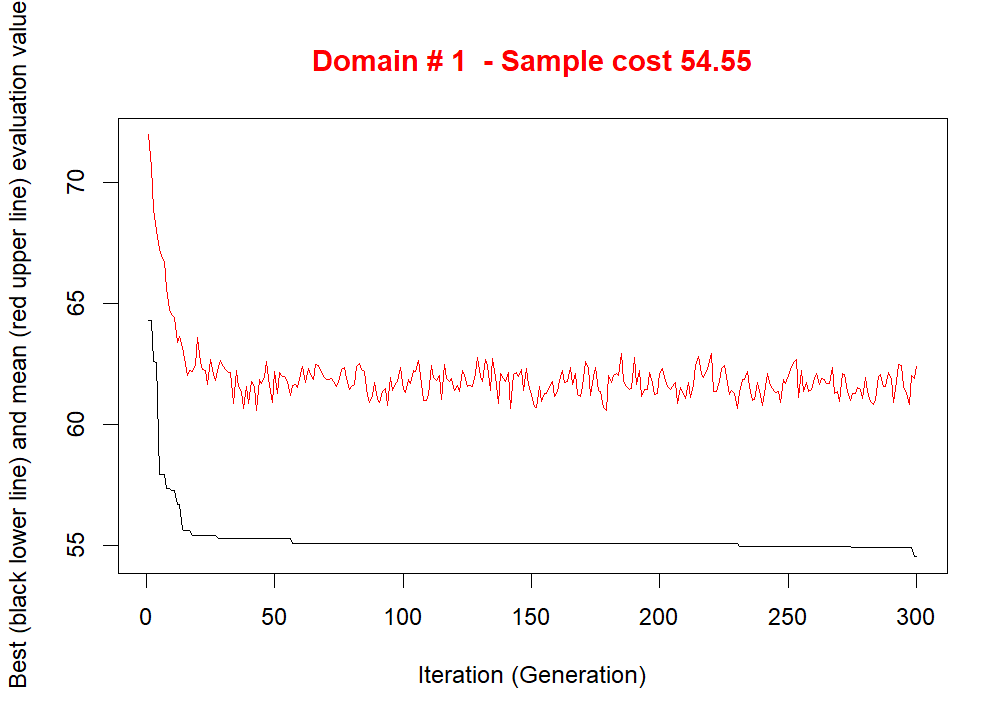 Domain # 1  - Sample cost 54.55
Best (black lower line) and mean (red upper line) evaluation value
70
65
60
55
0 50 100 150 200 250 300
Iteration (Generation)